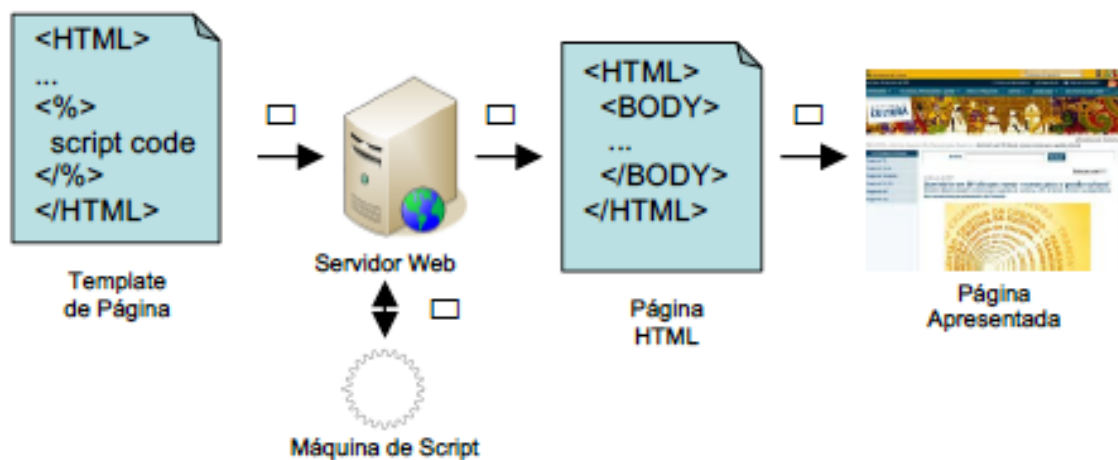 <HTML>
...
<%>
script code
</%>
</HTML>
Template
de Página
Servidor Web
Máquina de Script
<HTML>
<BODY>
...
</BODY>
</HTML>
Página
HTML
Página
Apresentada